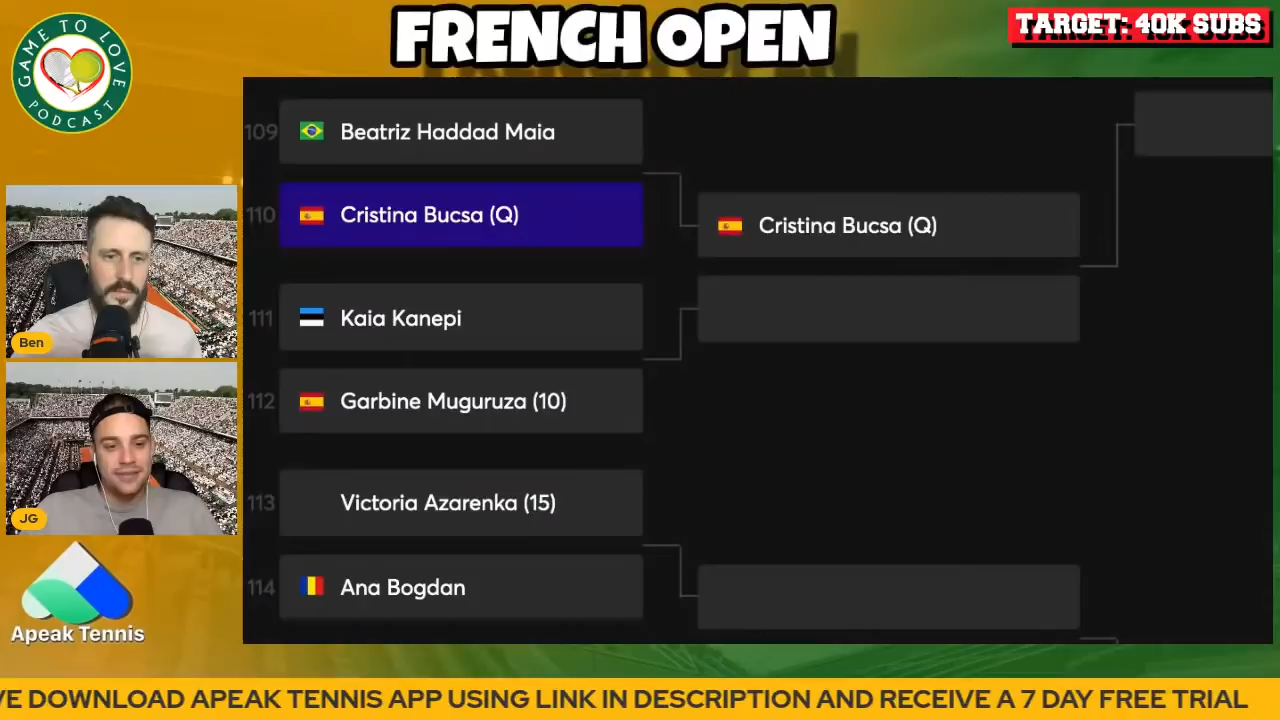 GAME TO LOVE
PODCAST
FRENCH OPEN
TARGET: 40K SUBS
109 Beatriz Haddad Maia
110 Cristina Bucsa (Q)
Cristina Bucsa (Q)
111 Kaia Kanepi
112 Garbine Muguruza (10)
113 Victoria Azarenka (15)
114 Ana Bogdan
Ben
JG
Apeak Tennis
VE DOWNLOAD APEAK TENNIS APP USING LINK IN DESCRIPTION AND RECEIVE A 7 DAY FREE TRIAL